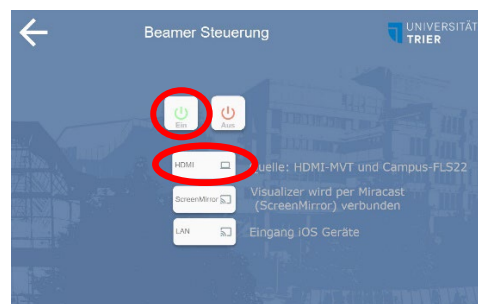 Beamer Steuerung
UNIVERSITÄT
TRIER
Ein
Aus
HDMI
Quelle: HDMI-MVT und Campus-FLS22
ScreenMirror
Visualizer wird per Miracast
(ScreenMirror) verbunden
LAN
Eingang iOS Geräte